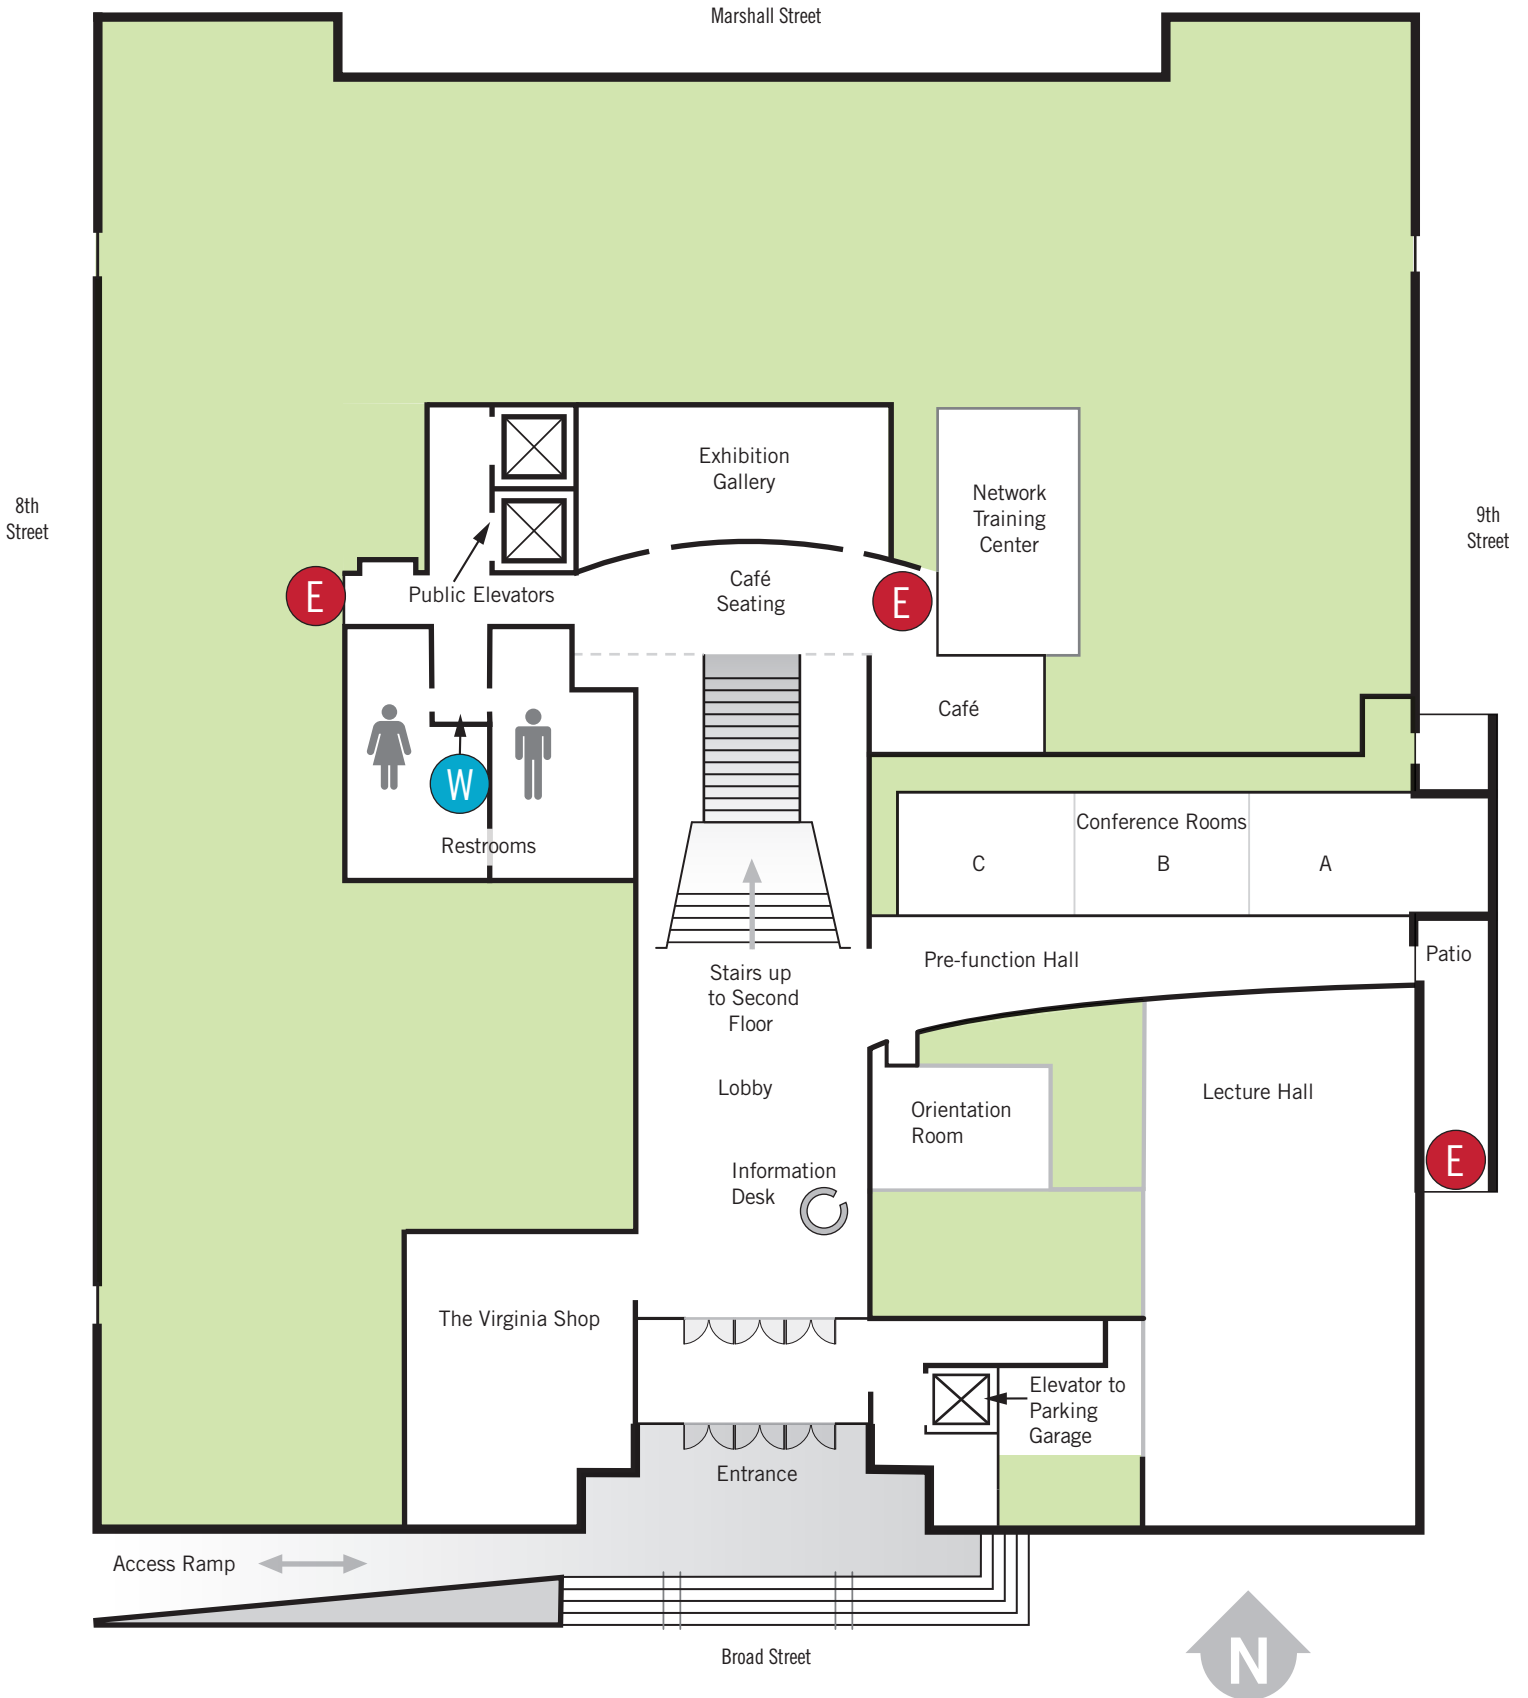 Marshall Street
Exhibition
Gallery
Network
Training
Center
8th
Street
9th
Street
Café
Seating
Public Elevators
E
E
Café
W
Restrooms
Conference Rooms
C
B
A
Pre-function Hall
Patio
Stairs up
to Second
Floor
Lobby
Lecture Hall
Orientation
Room
E
Information
Desk
The Virginia Shop
Elevator to
Parking
Garage
Entrance
Access Ramp
Broad Street
N